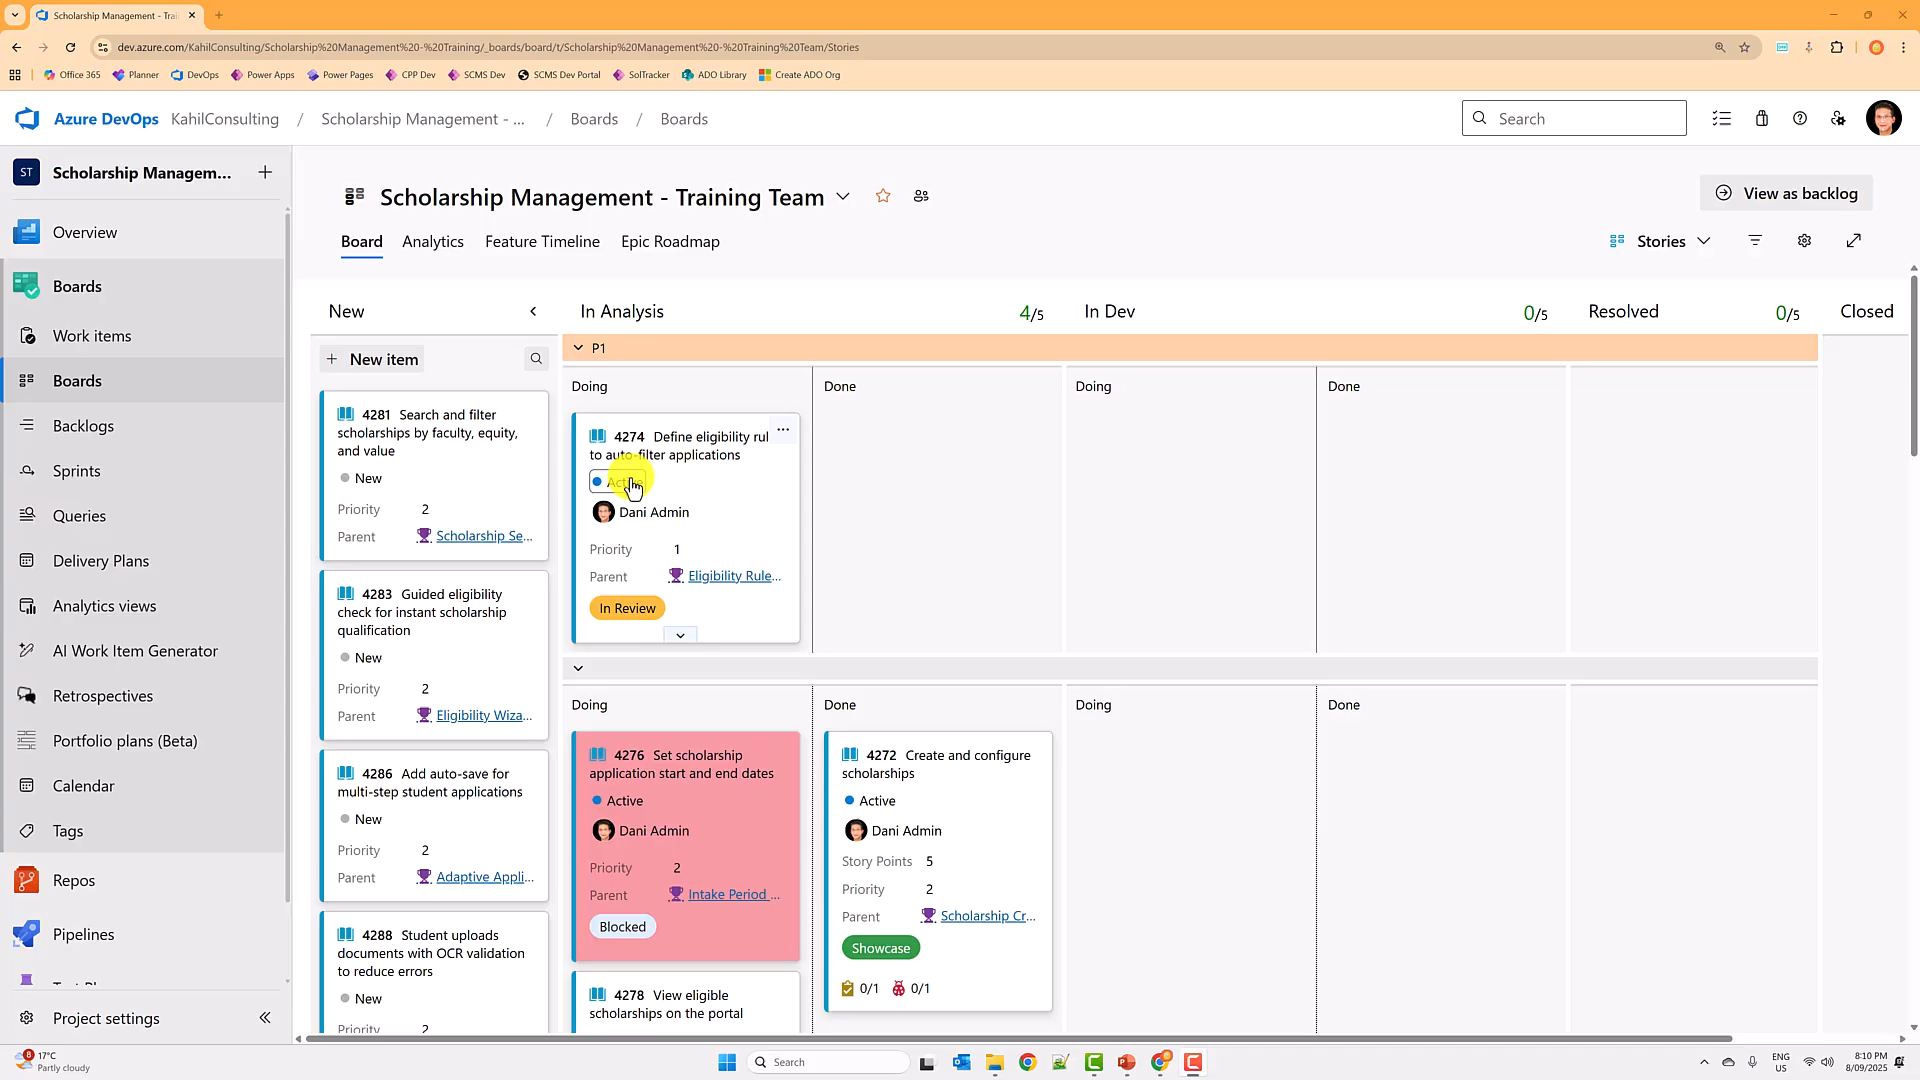 Scholarship Management - Trai
dev.azure.com/KahilConsulting/Scholarship%20Management%20-%20Training/_boards/board/t/Scholarship%20Management%20-%20Training%20Team/Stories
Office 365
Planner
DevOps
Power Apps
Power Pages
CPP Dev
SCMS Dev
SCMS Dev Portal
SolTracker
ADO Library
Create ADO Org
Azure DevOps
KahilConsulting
/
Scholarship Management - ...
/
Boards
/
Boards
Search
ST
Scholarship Managem...
Overview
Boards
Work items
Boards
Backlogs
Sprints
Queries
Delivery Plans
Analytics views
AI Work Item Generator
Retrospectives
Portfolio plans (Beta)
Calendar
Tags
Repos
Pipelines
Project settings
Scholarship Management - Training Team
View as backlog
Board
Analytics
Feature Timeline
Epic Roadmap
Stories
New
In Analysis
4/5
In Dev
0/5
Resolved
0/5
Closed
New item
4281 Search and filter
scholarships by faculty, equity,
and value
New
Priority 2
Parent Scholarship Se...
4283 Guided eligibility
check for instant scholarship
qualification
New
Priority 2
Parent Eligibility Wiza...
4286 Add auto-save for
multi-step student applications
New
Priority 2
Parent Adaptive Appli...
4288 Student uploads
documents with OCR validation
to reduce errors
New
Priority 2
P1
Doing
Done
Doing
Done
4274 Define eligibility rul
to auto-filter applications
Active
Dani Admin
Priority 1
Parent Eligibility Rule...
In Review
Doing
Done
Doing
Done
4276 Set scholarship
application start and end dates
Active
Dani Admin
Priority 2
Parent Intake Period ...
Blocked
4278 View eligible
scholarships on the portal
4272 Create and configure
scholarships
Active
Dani Admin
Story Points 5
Priority 2
Parent Scholarship Cr...
Showcase
0/1 0/1
8
17°C
Partly cloudy
Search
ENG
US
8:10 PM
8/09/2025